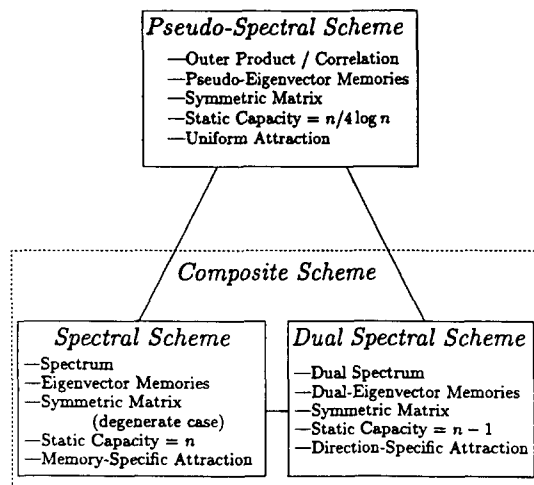 Pseudo-Spectral Scheme
—Outer Product / Correlation
—Pseudo-Eigenvector Memories
—Symmetric Matrix
—Static Capacity = n/4 log n
—Uniform Attraction
Composite Scheme
Spectral Scheme
—Spectrum
—Eigenvector Memories
—Symmetric Matrix
(degenerate case)
—Static Capacity = n
—Memory-Specific Attraction
Dual Spectral Scheme
—Dual Spectrum
—Dual-Eigenvector Memories
—Symmetric Matrix
—Static Capacity = n − 1
—Direction-Specific Attraction